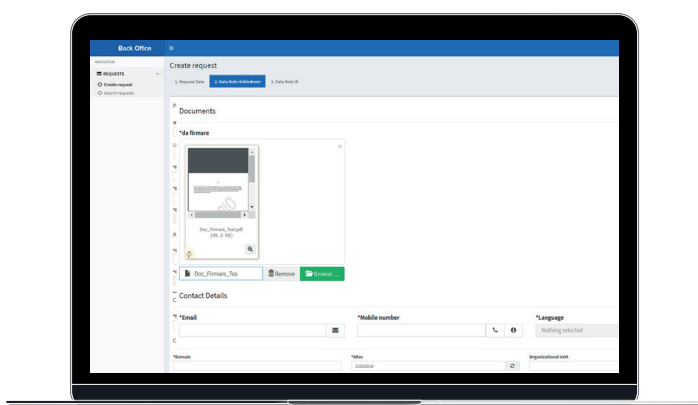 Back Office
NAVIGATION
REQUESTS
Create request
Search requests
Create request
1. Request Data
2. Data Role richiedente
3. Data Role IR
Documents
*da firmare
Doc_Firmare_Test.pdf
Doc_Firmare_Tes
Remove
Browse ...
Contact Details
*Email
*Mobile number
*Language
Nothing selected
*Domain
*Alias
Organizational Unit